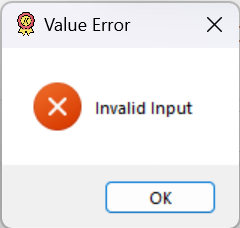 Value Error
Invalid Input
OK